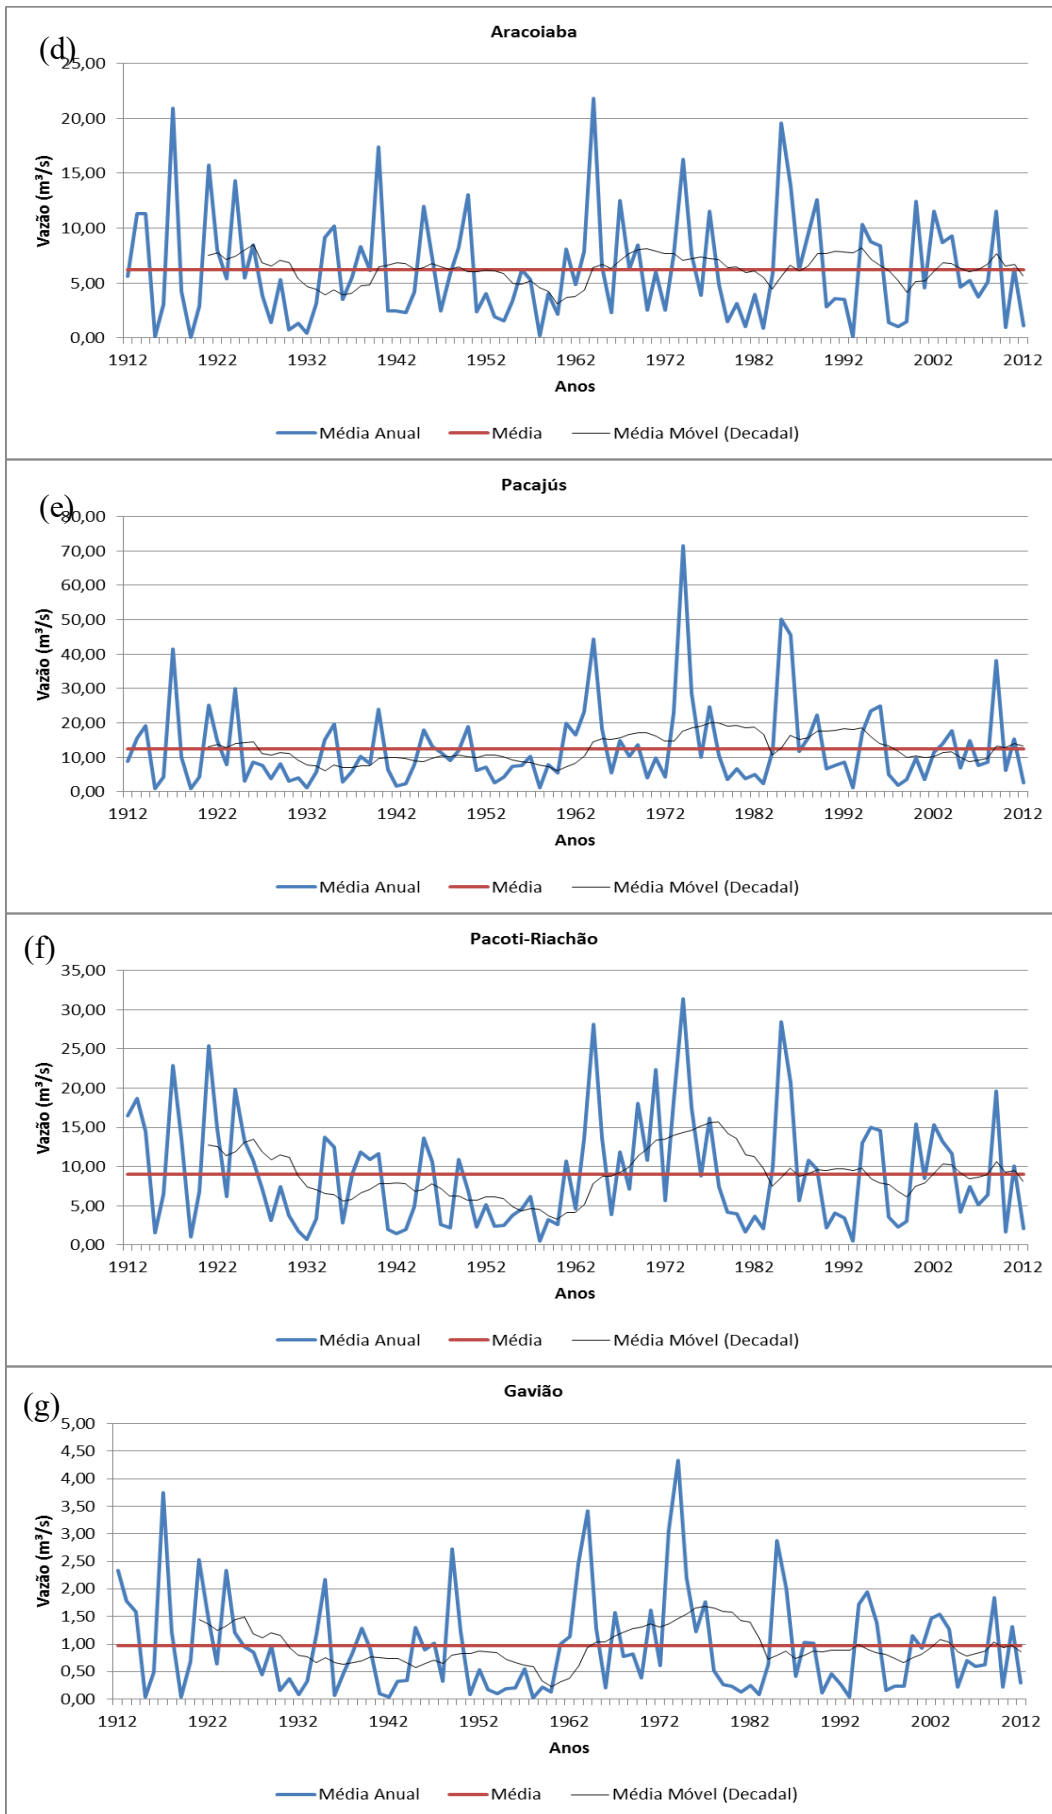 Aracoiaba
(d)
25,00
20,00
15,00
10,00
5,00
0,00
Vazão (m³/s)
1912 1922 1932 1942 1952 1962 1972 1982 1992 2002 2012
Anos
Média Anual Média Média Móvel (Decadal)
Pacajús
(e)
80,00
70,00
60,00
50,00
40,00
30,00
20,00
10,00
0,00
Vazão (m³/s)
1912 1922 1932 1942 1952 1962 1972 1982 1992 2002 2012
Anos
Média Anual Média Média Móvel (Decadal)
Pacoti-Riachão
(f)
35,00
30,00
25,00
20,00
15,00
10,00
5,00
0,00
Vazão (m³/s)
1912 1922 1932 1942 1952 1962 1972 1982 1992 2002 2012
Anos
Média Anual Média Média Móvel (Decadal)
Gavião
(g)
5,00
4,50
4,00
3,50
3,00
2,50
2,00
1,50
1,00
0,50
0,00
Vazão (m³/s)
1912 1922 1932 1942 1952 1962 1972 1982 1992 2002 2012
Anos
Média Anual Média Média Móvel (Decadal)